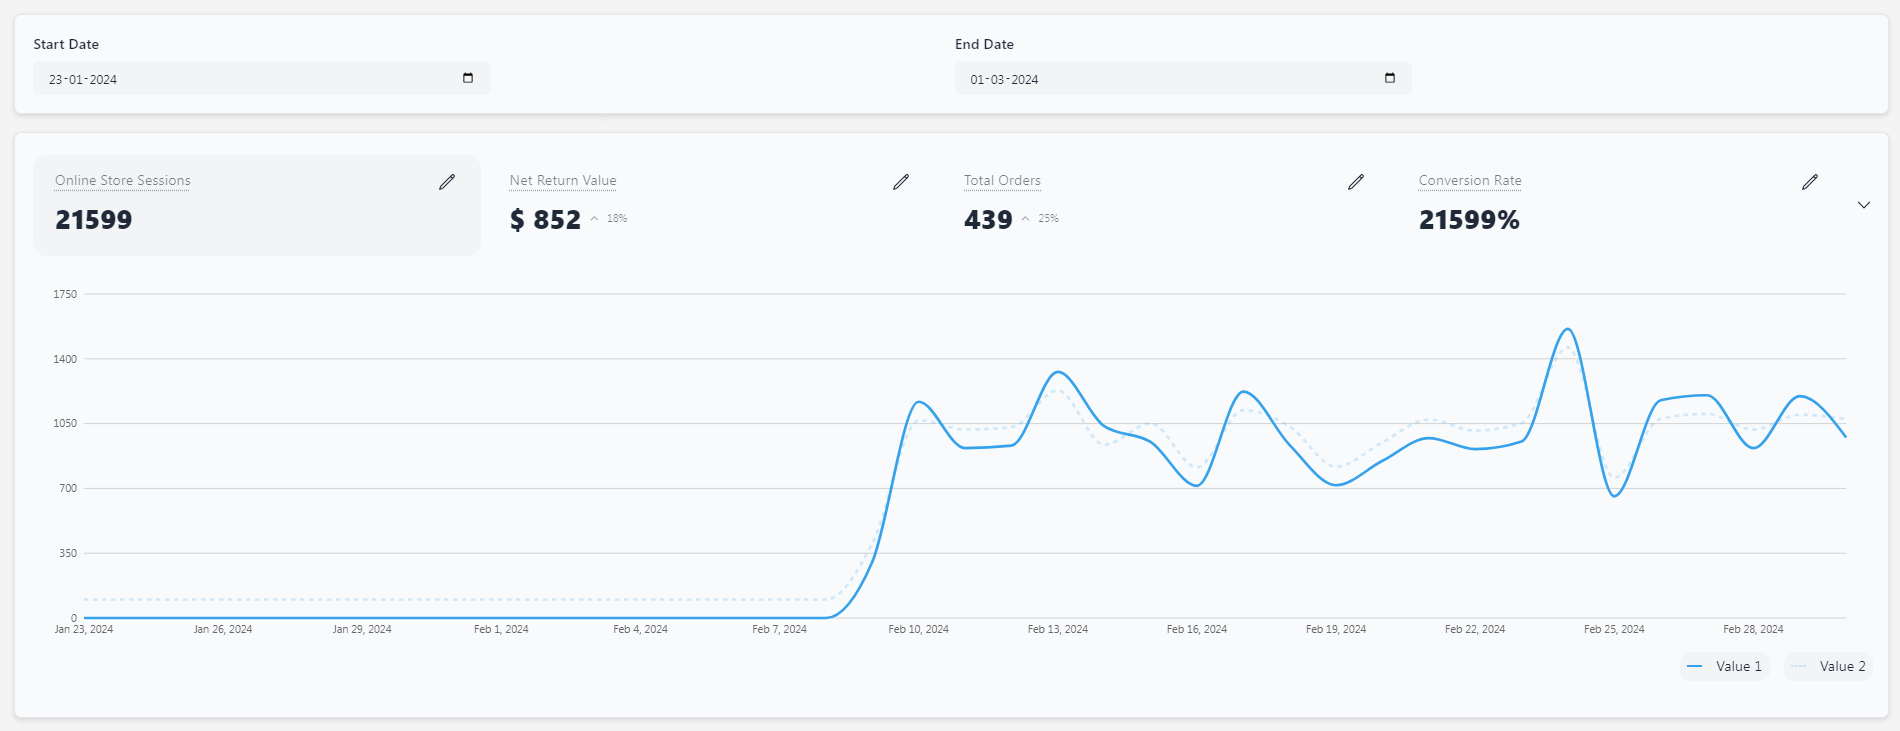 Start Date
End Date
23-01-2024
01-03-2024
Online Store Sessions
21599
Net Return Value
$ 852 18%
Total Orders
439 25%
Conversion Rate
21599%
1750
1400
1050
700
350
0
Jan 23, 2024 Jan 26, 2024 Jan 29, 2024 Feb 1, 2024 Feb 4, 2024 Feb 7, 2024 Feb 10, 2024 Feb 13, 2024 Feb 16, 2024 Feb 19, 2024 Feb 22, 2024 Feb 25, 2024 Feb 28, 2024
Value 1 Value 2